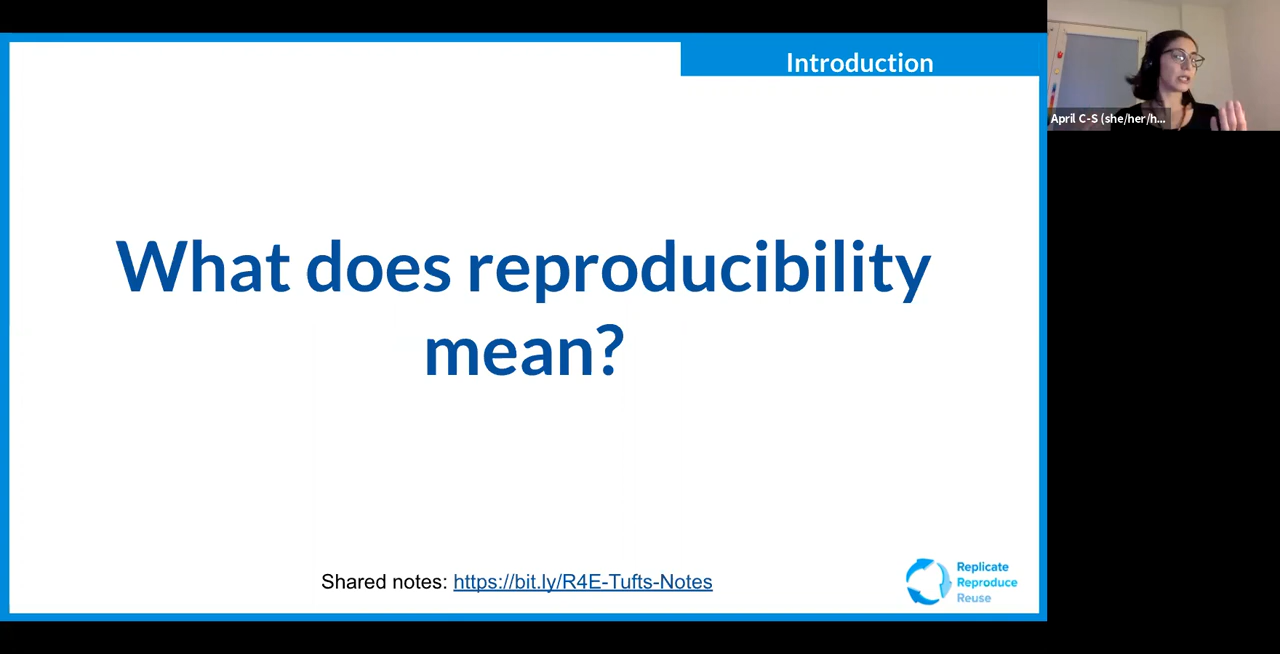 Introduction
April C-S (she/her/h...
What does reproducibility
mean?
Shared notes: https://bit.ly/R4E-Tufts-Notes
Replicate
Reproduce
Reuse